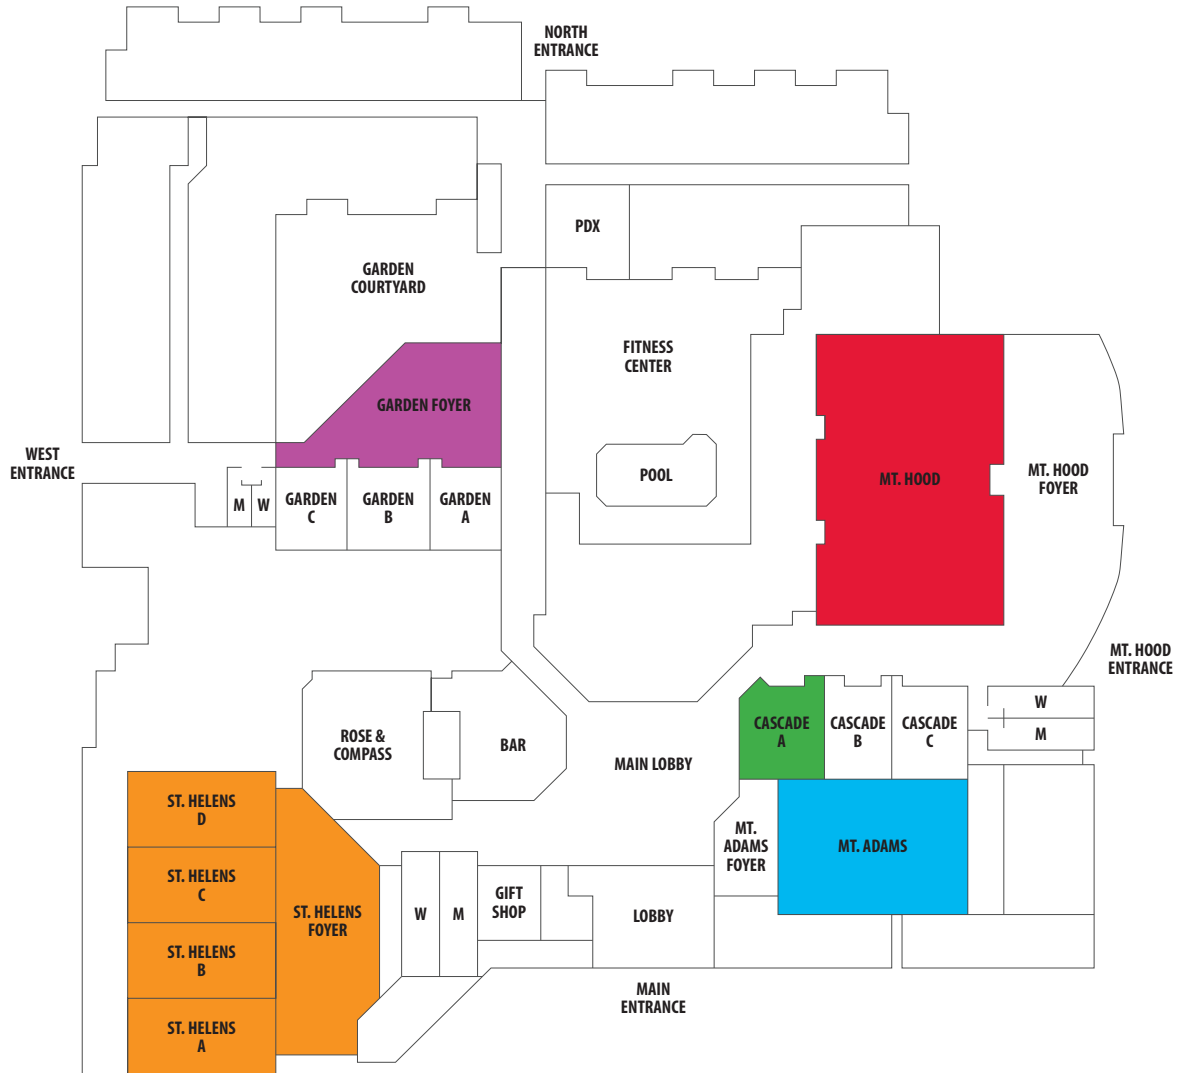 NORTH
ENTRANCE
PDX
GARDEN
COURTYARD
FITNESS
CENTER
GARDEN FOYER
WEST
ENTRANCE
POOL
MT. HOOD
MT. HOOD
FOYER
M
W
GARDEN
C
GARDEN
B
GARDEN
A
MT. HOOD
ENTRANCE
ROSE &
COMPASS
BAR
MAIN LOBBY
CASCADE
A
CASCADE
B
CASCADE
C
W
M
ST. HELENS
D
MT.
ADAMS
FOYER
MT. ADAMS
ST. HELENS
C
ST. HELENS
FOYER
W
M
GIFT
SHOP
LOBBY
ST. HELENS
B
MAIN
ENTRANCE
ST. HELENS
A